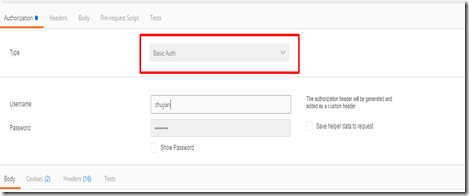 Authorization Headers Body Pre-request Script Tests
Type Basic Auth
Username zhujian The authorization header will be generated and
added as a custom header
Password ••••••• Save helper data to request
Show Password
Body Cookies (2) Headers (16) Tests